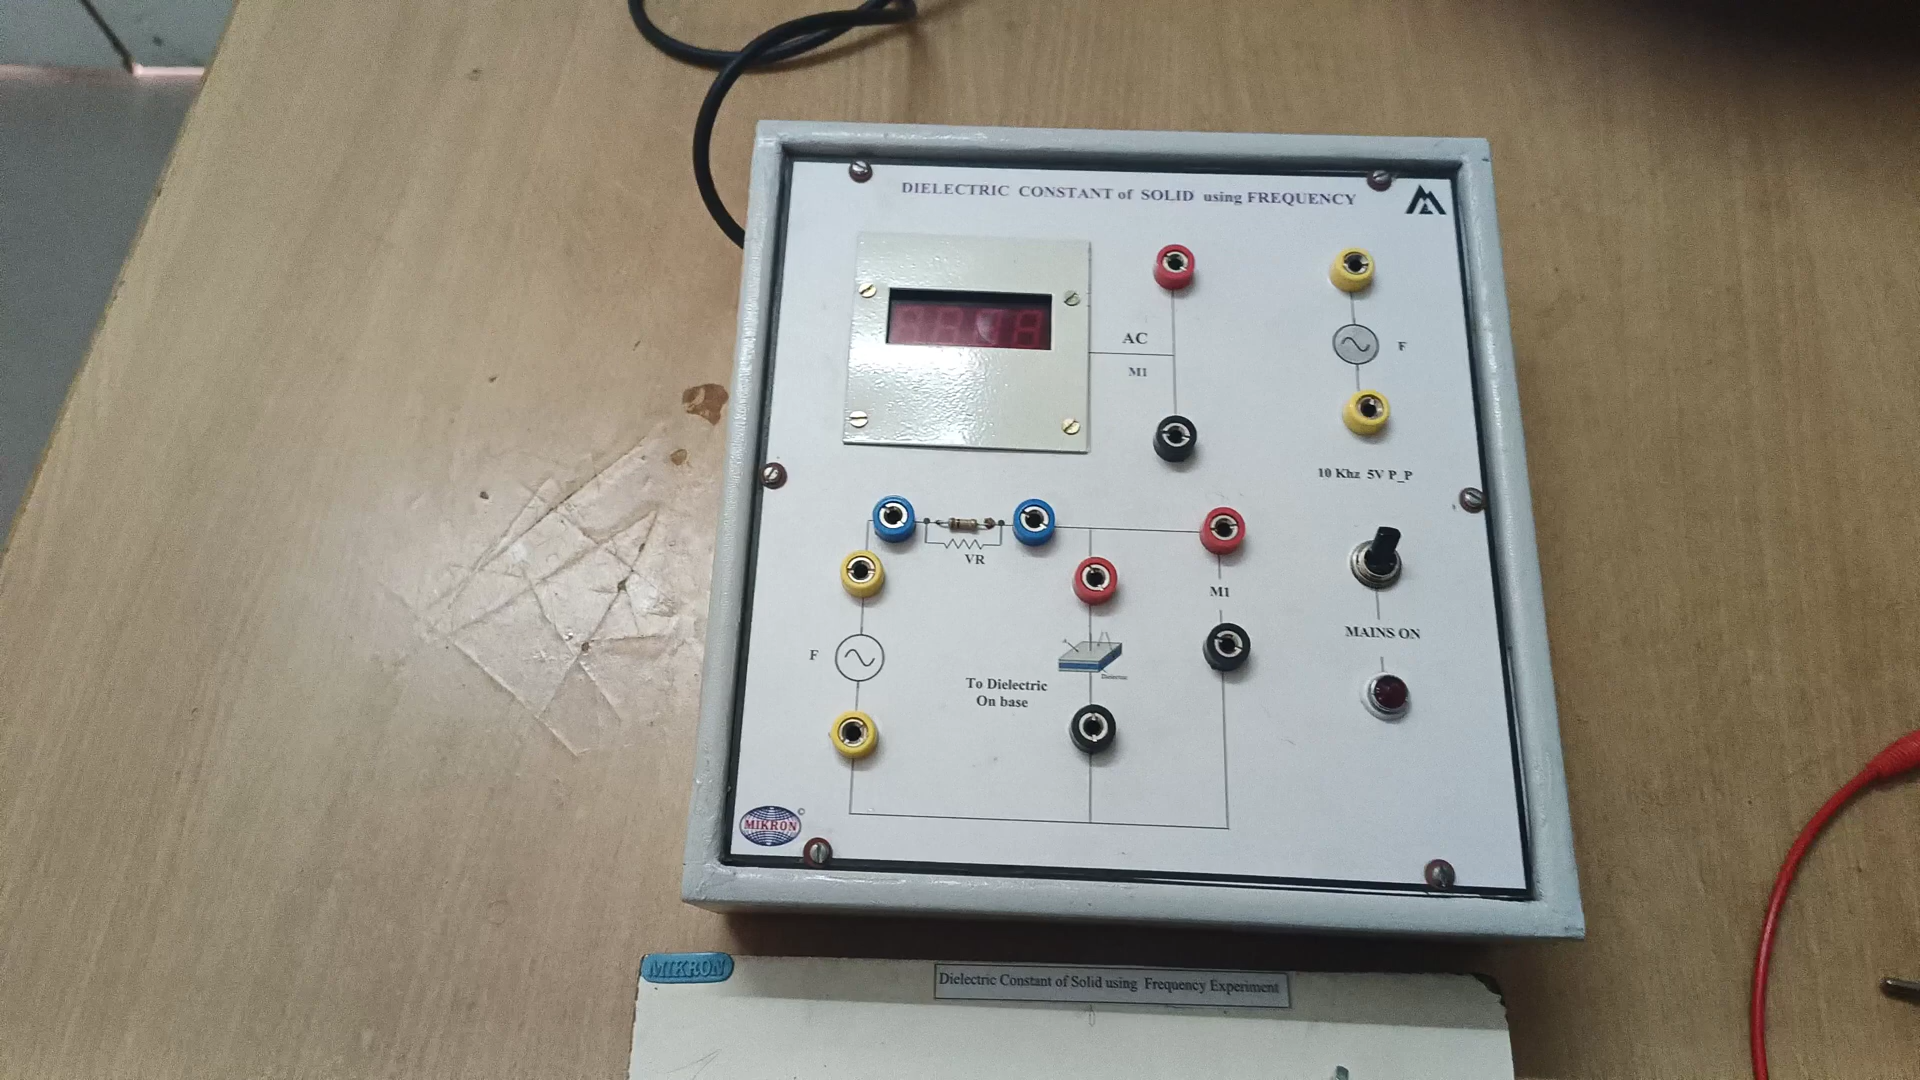 DIELECTRIC CONSTANT of SOLID using FREQUENCY
AC
M1
F
10 Khz 5V P_P
VR
M1
MAINS ON
F
To Dielectric
On base
MIKRON
©
MIKRON
Dielectric Constant of Solid using Frequency Experiment